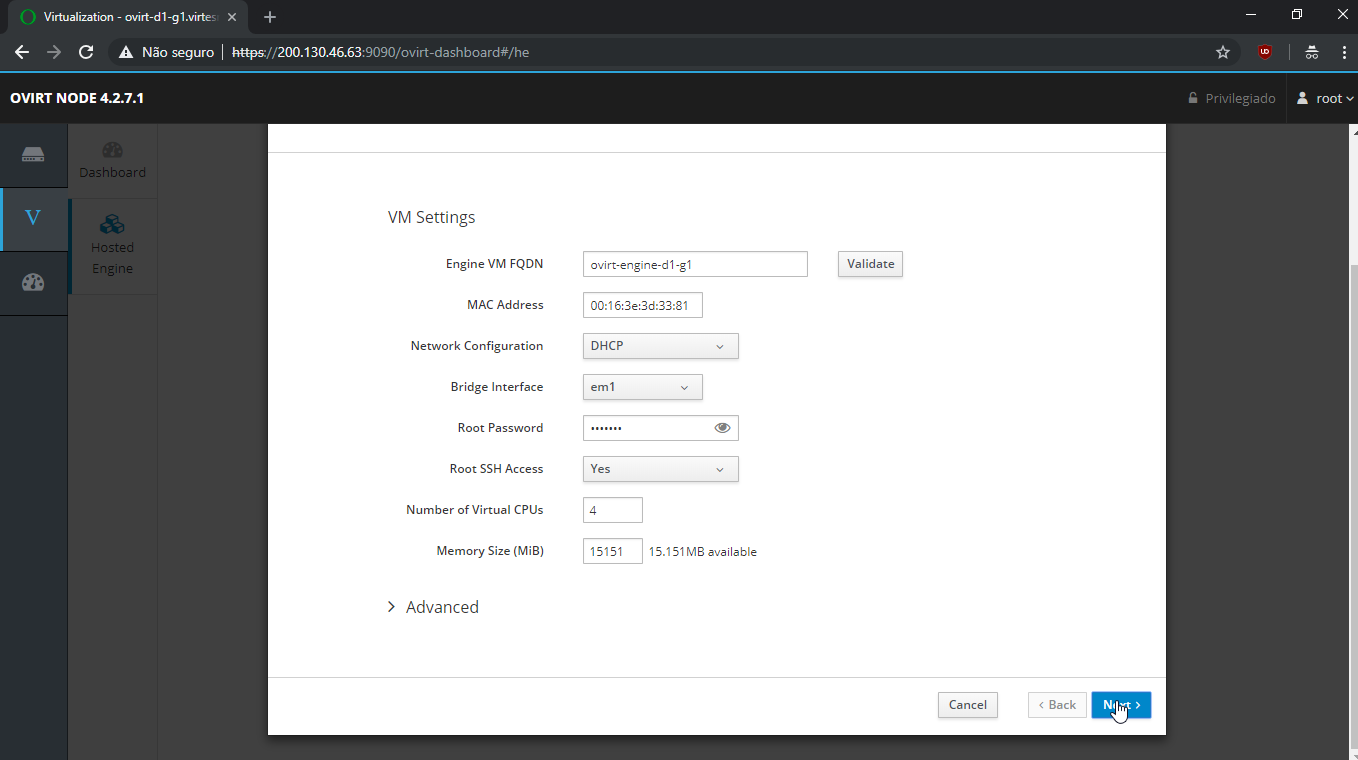 Virtualization - ovirt-d1-g1.virtes
Não seguro | https://200.130.46.63:9090/ovirt-dashboard#/he
OVIRT NODE 4.2.7.1
Privilegiado
root
Dashboard
V
Hosted
Engine
VM Settings
Engine VM FQDN
ovirt-engine-d1-g1
Validate
MAC Address
00:16:3e:3d:33:81
Network Configuration
DHCP
Bridge Interface
em1
Root Password
•••••••
Root SSH Access
Yes
Number of Virtual CPUs
4
Memory Size (MiB)
15151
15.151MB available
Advanced
Cancel
‹ Back
Next ›